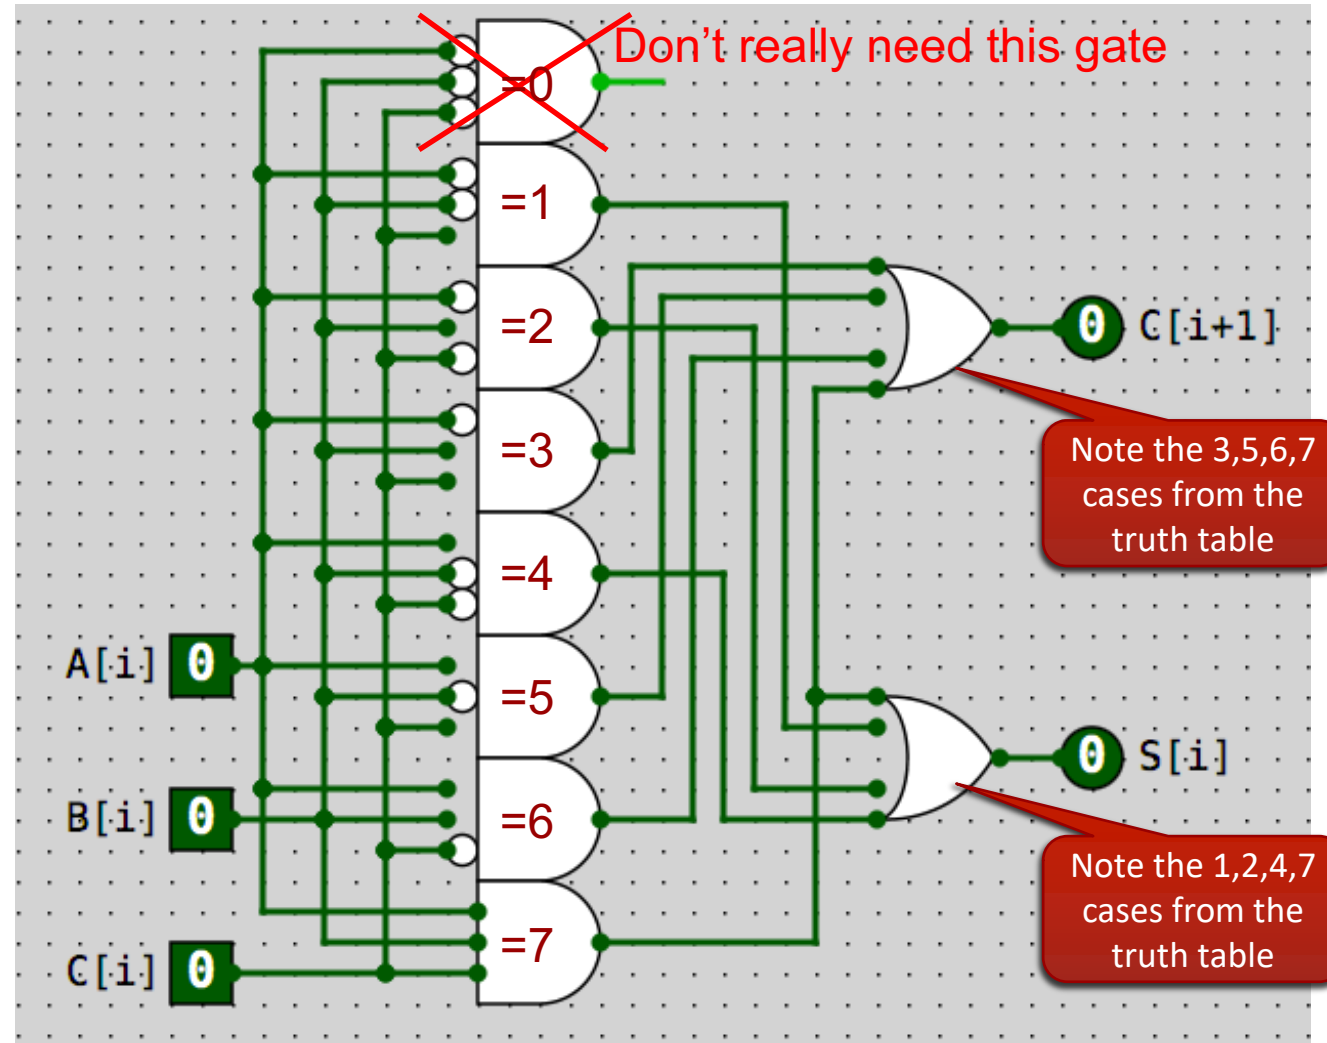 Don’t really need this gate
=0
=1
=2
C[i+1]
0
=3
Note the 3,5,6,7
cases from the
truth table
=4
A[i]
0
=5
S[i]
0
B[i]
0
=6
Note the 1,2,4,7
cases from the
truth table
=7
C[i]
0